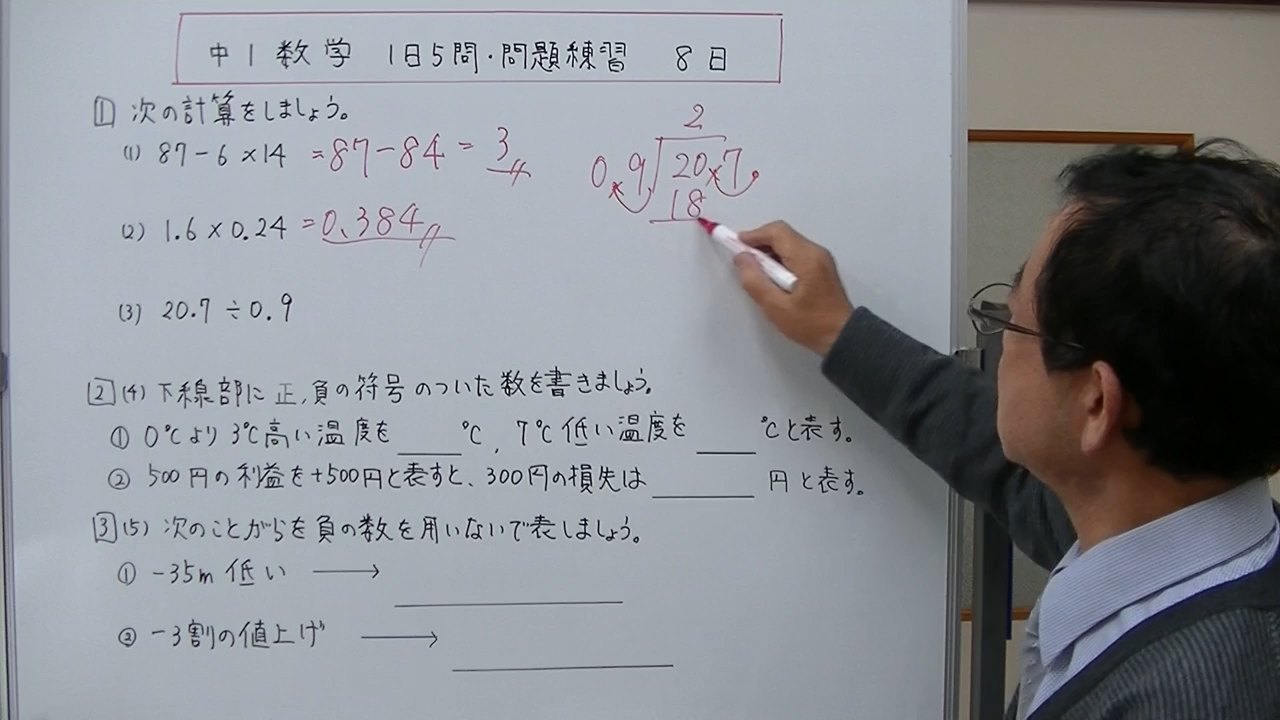 中1数学 1日5問・問題練習 8日
1 次の計算をしましょう。
(1) 87-6×14 =87-84 = 3
(2) 1.6×0.24 =0.384
(3) 20.7÷0.9
2
0.9 20.7
18
2 (4) 下線部に正,負の符号のついた数を書きましょう。
① 0℃より3℃高い温度を____℃, 7℃低い温度を____℃と表す。
② 500円の利益を+500円と表すと、300円の損失は______円と表す。
3 (5) 次のことがらを負の数を用いないで表しましょう。
① -35m 低い →
② -3割の値上げ →